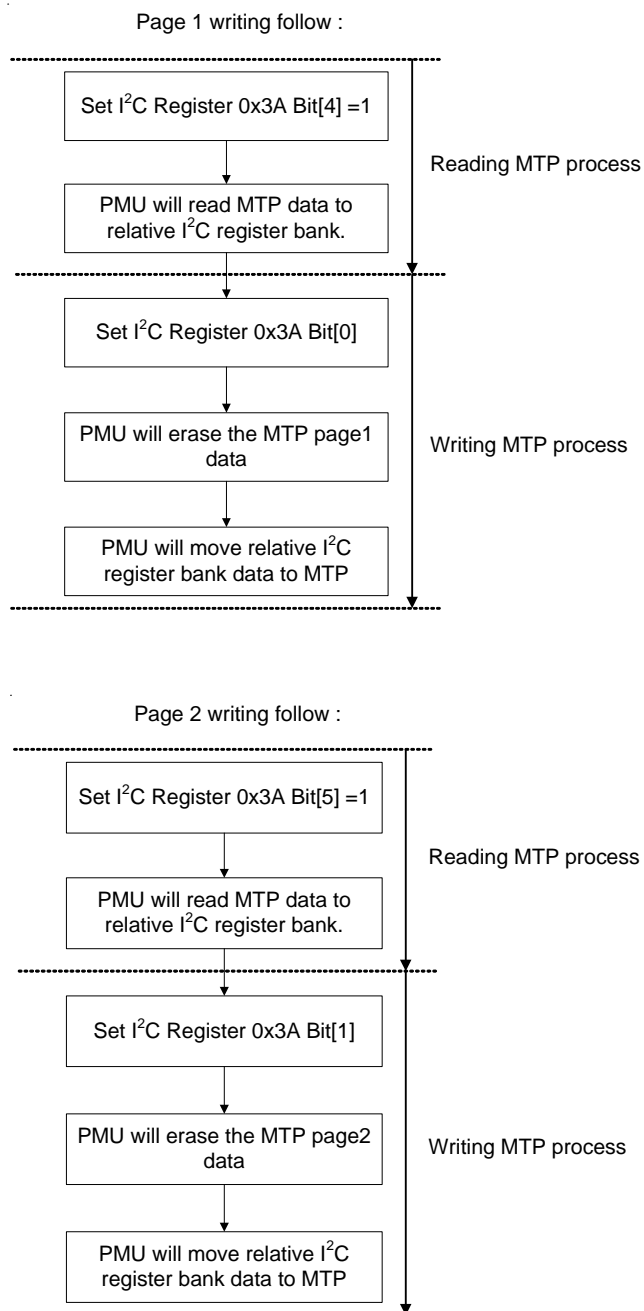 Page 1 writing follow :
Set I²C Register 0x3A Bit[4] =1
Reading MTP process
PMU will read MTP data to
relative I²C register bank.
Set I²C Register 0x3A Bit[0]
PMU will erase the MTP page1
data
Writing MTP process
PMU will move relative I²C
register bank data to MTP
Page 2 writing follow :
Set I²C Register 0x3A Bit[5] =1
Reading MTP process
PMU will read MTP data to
relative I²C register bank.
Set I²C Register 0x3A Bit[1]
PMU will erase the MTP page2
data
Writing MTP process
PMU will move relative I²C
register bank data to MTP